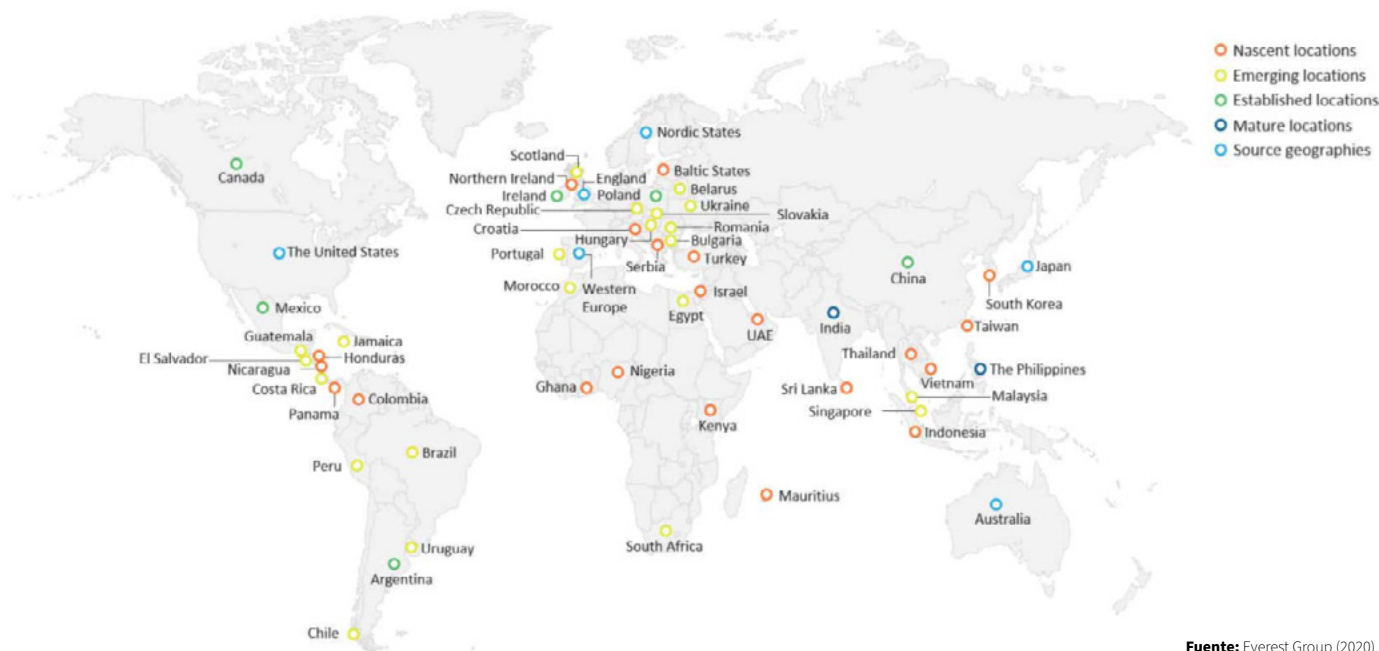 Nascent locations
Emerging locations
Established locations
Mature locations
Source geographies
Nordic States
Scotland
Northern Ireland
England
Baltic States
Ireland
Poland
Belarus
Czech Republic
Ukraine
Slovakia
Croatia
Romania
Hungary
Bulgaria
Portugal
Serbia
Turkey
Morocco
Western
Europe
Israel
Egypt
UAE
Canada
The United States
Mexico
Guatemala
Jamaica
El Salvador
Honduras
Nicaragua
Costa Rica
Panama
Colombia
Peru
Brazil
Uruguay
Argentina
Chile
Ghana
Nigeria
Kenya
Mauritius
South Africa
China
Japan
South Korea
Taiwan
India
Thailand
Vietnam
The Philippines
Sri Lanka
Malaysia
Singapore
Indonesia
Australia
Fuente: Everest Group (2020).